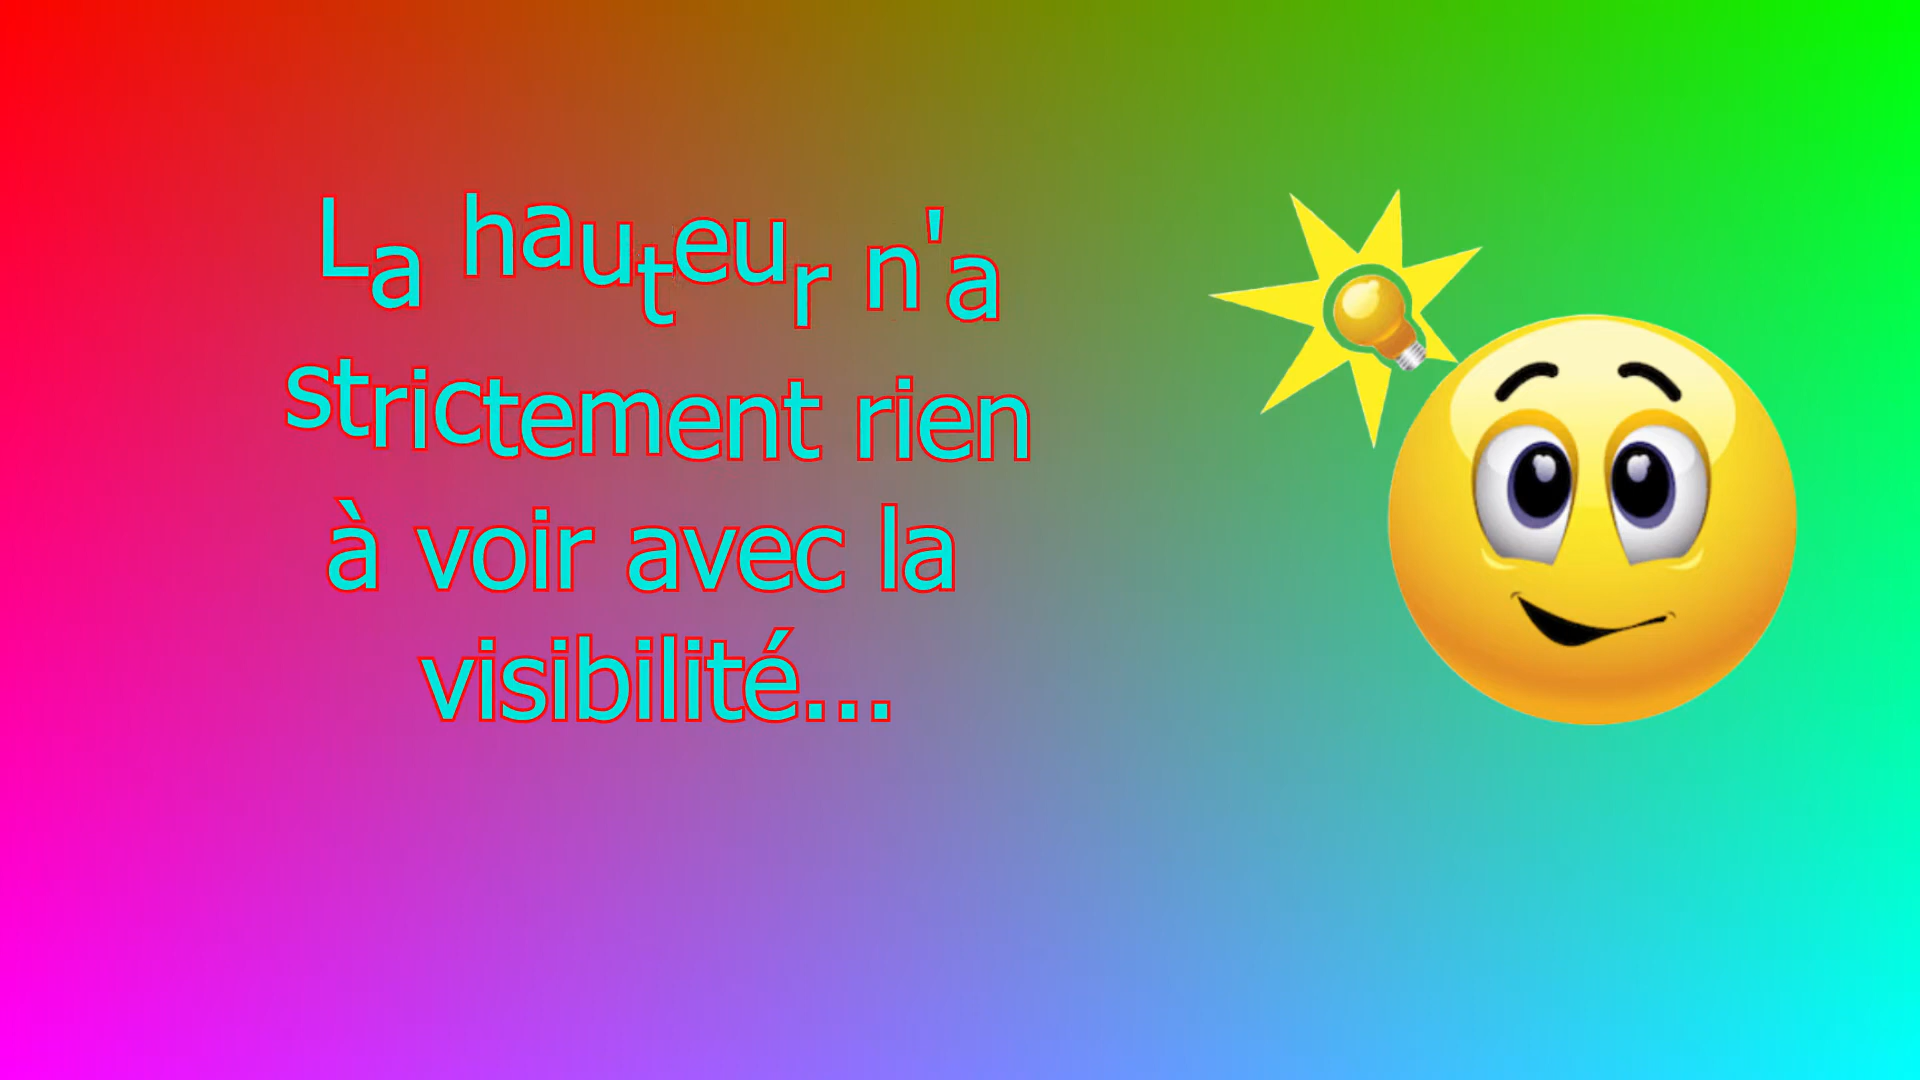 La hauteur n'a
strictement rien
à voir avec la
visibilité...